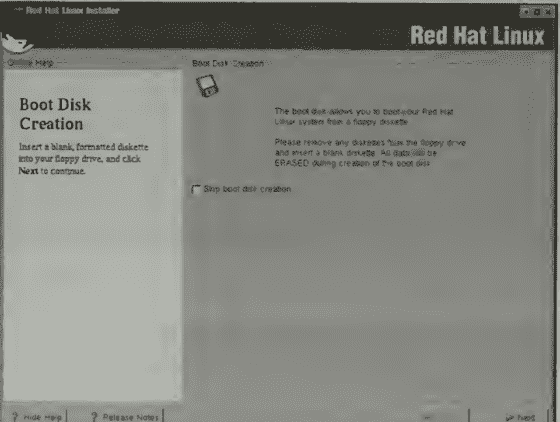 Red Hat Linux Installer
Red Hat Linux
Online Help
Boot Disk Creation
Boot Disk
Creation
Insert a blank, formatted diskette
into your floppy drive, and click
Next to continue.
The boot disk allows you to boot your Red Hat
Linux system from a floppy diskette.
Please remove any diskettes from the floppy drive
and insert a blank diskette. All data will be
ERASED during creation of the boot disk.
Skip boot disk creation
? Hide Help
? Release Notes
Next